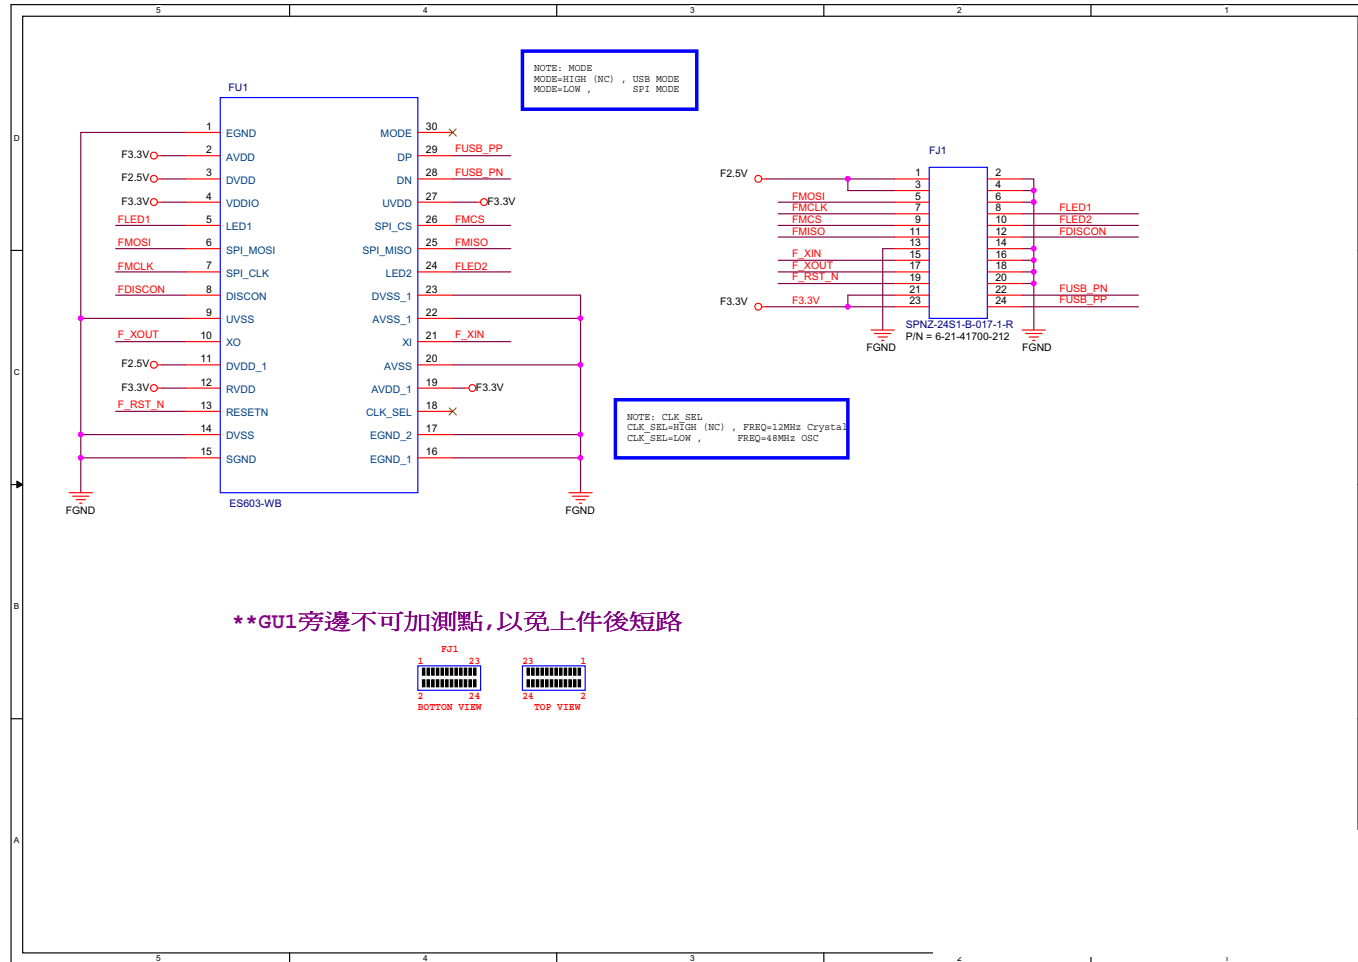 5 4 3 2 1
NOTE: MODE
MODE=HIGH (NC) , USB MODE
MODE=LOW , SPI MODE
FU1
D
1 EGND MODE 30
F3.3V 2 AVDD DP 29 FUSB_PP
F2.5V 3 DVDD DN 28 FUSB_PN
F3.3V 4 VDDIO UVDD 27 F3.3V
FLED1 5 LED1 SPI_CS 26 FMCS
FMOSI 6 SPI_MOSI SPI_MISO 25 FMISO
FMCLK 7 SPI_CLK LED2 24 FLED2
FDISCON 8 DISCON DVSS_1 23
9 UVSS AVSS_1 22
F_XOUT 10 XO XI 21 F_XIN
F2.5V 11 DVDD_1 AVSS 20
F3.3V 12 RVDD AVDD_1 19 F3.3V
F_RST_N 13 RESETN CLK_SEL 18
14 DVSS EGND_2 17
15 SGND EGND_1 16
FGND
ES603-WB
FGND
FJ1
F2.5V 1 2
3 4
FMOSI 5 6
FMCLK 7 8 FLED1
FMCS 9 10 FLED2
FMISO 11 12 FDISCON
13 14
F_XIN 15 16
F_XOUT 17 18
F_RST_N 19 20
21 22 FUSB_PN
F3.3V F3.3V 23 24 FUSB_PP
SPNZ-24S1-B-017-1-R
P/N = 6-21-41700-212
FGND FGND
C
NOTE: CLK_SEL
CLK_SEL=HIGH (NC) , FREQ=12MHz Crystal
CLK_SEL=LOW , FREQ=48MHz OSC
B
**GU1旁邊不可加測點,以免上件後短路
FJ1
1 23 23 1
2 24 24 2
BOTTON VIEW TOP VIEW
A
5 4 3